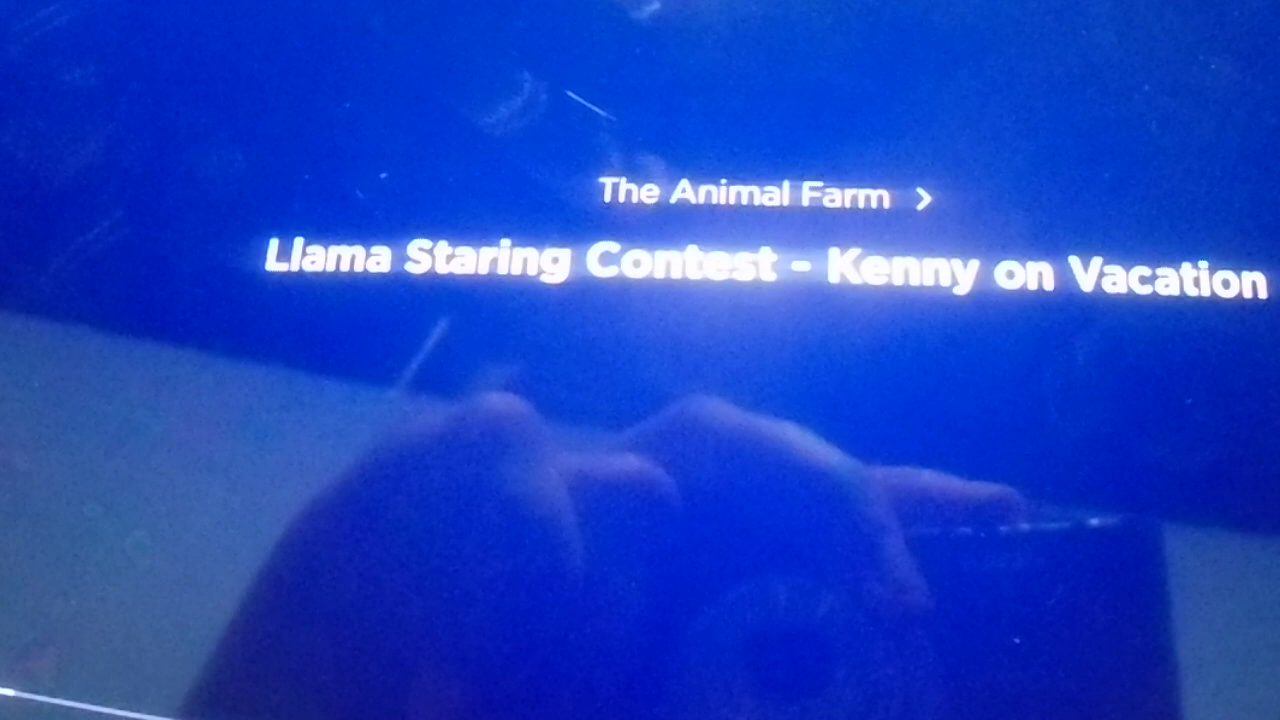 The Animal Farm >
Llama Staring Contest - Kenny on Vacation